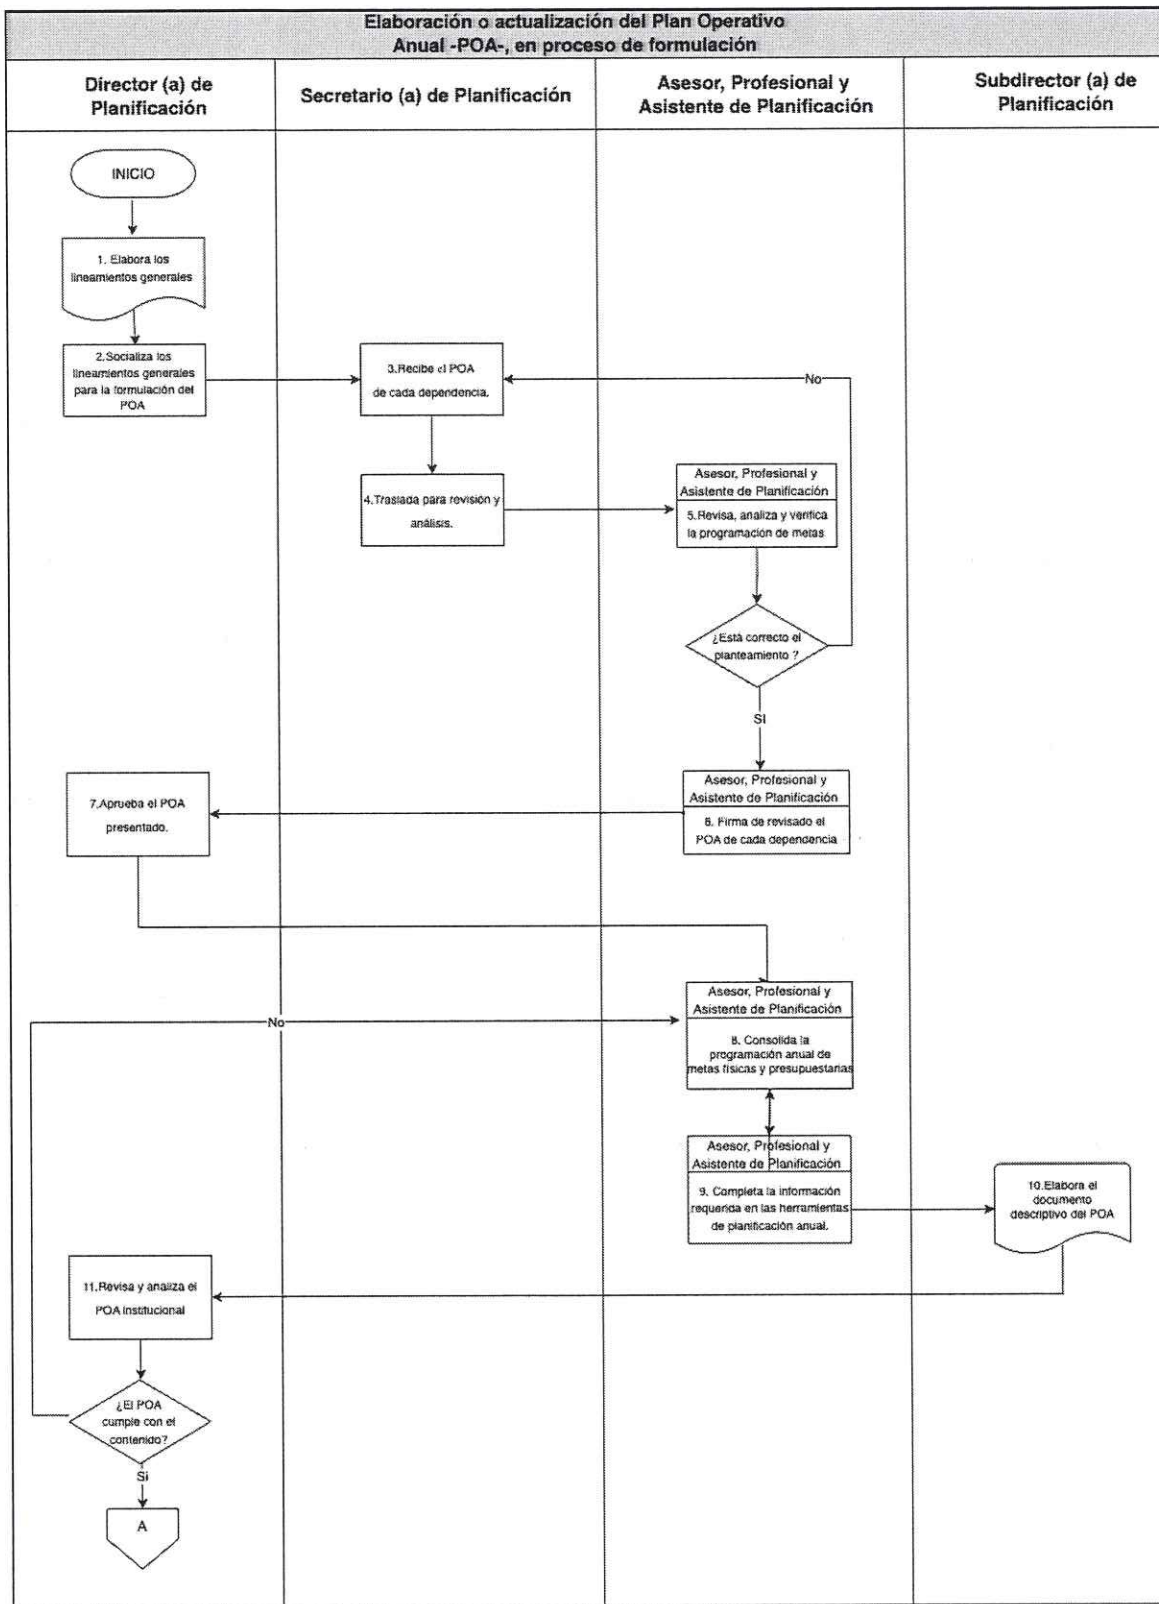 Elaboración o actualización del Plan Operativo
Anual -POA-, en proceso de formulación
Director (a) de
Planificación
Secretario (a) de Planificación
Asesor, Profesional y
Asistente de Planificación
Subdirector (a) de
Planificación
INICIO
1. Elabora los
lineamientos generales
2.Socializa los
lineamientos generales
para la formulación del
POA
3.Recibe el POA
de cada dependencia.
No
4.Traslada para revisión y
análisis.
Asesor, Profesional y
Asistente de Planificación
5.Revisa, analiza y verifica
la programación de metas
¿Está correcto el
planteamiento ?
SI
Asesor, Profesional y
Asistente de Planificación
6. Firma de revisado el
POA de cada dependencia
7.Aprueba el POA
presentado.
Asesor, Profesional y
Asistente de Planificación
8. Consolida la
programación anual de
metas físicas y presupuestarias
No
Asesor, Profesional y
Asistente de Planificación
9. Completa la información
requerida en las herramientas
de planificación anual.
10.Elabora el
documento
descriptivo del POA
11.Revisa y analiza el
POA institucional
¿El POA
cumple con el
contenido?
Si
A